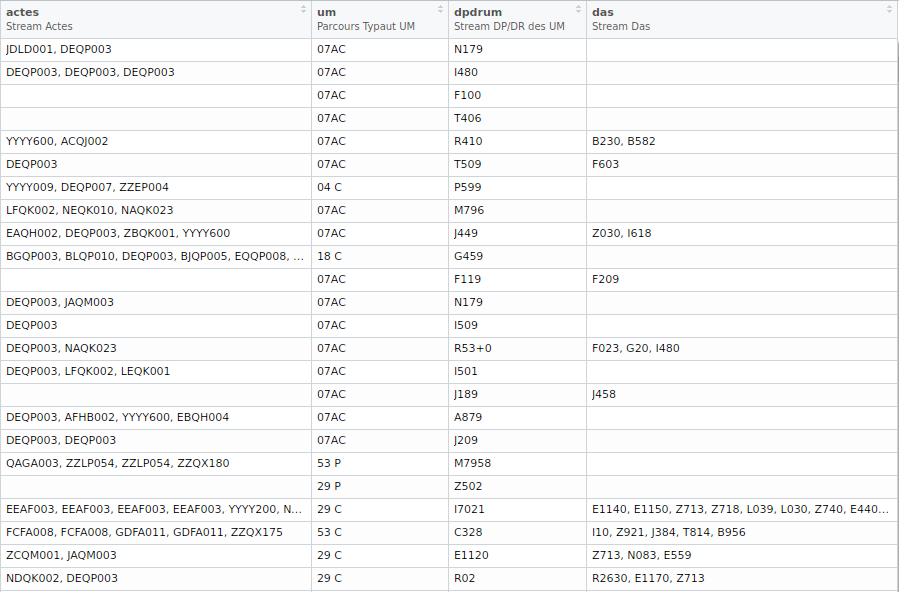 actes um dpdrum das
Stream Actes Parcours Typaut UM Stream DP/DR des UM Stream Das
JDLD001, DEQP003 07AC N179
DEQP003, DEQP003, DEQP003 07AC I480
07AC F100
07AC T406
YYYY600, ACQJ002 07AC R410 B230, B582
DEQP003 07AC T509 F603
YYYY009, DEQP007, ZZEP004 04 C P599
LFQK002, NEQK010, NAQK023 07AC M796
EAQH002, DEQP003, ZBQK001, YYYY600 07AC J449 Z030, I618
BGQP003, BLQP010, DEQP003, BJQP005, EQQP008, ... 18 C G459
07AC F119 F209
DEQP003, JAQM003 07AC N179
DEQP003 07AC I509
DEQP003, NAQK023 07AC R53+0 F023, G20, I480
DEQP003, LFQK002, LEQK001 07AC I501
07AC J189 J458
DEQP003, AFHB002, YYYY600, EBQH004 07AC A879
DEQP003, DEQP003 07AC J209
QAGA003, ZZLP054, ZZLP054, ZZQX180 53 P M7958
29 P Z502
EEAF003, EEAF003, EEAF003, EEAF003, YYYY200, N... 29 C I7021 E1140, E1150, Z713, Z718, L039, L030, Z740, E440...
FCFA008, FCFA008, GDFA011, GDFA011, ZZQX175 53 C C328 I10, Z921, J384, T814, B956
ZCQM001, JAQM003 29 C E1120 Z713, N083, E559
NDQK002, DEQP003 29 C R02 R2630, E1170, Z713